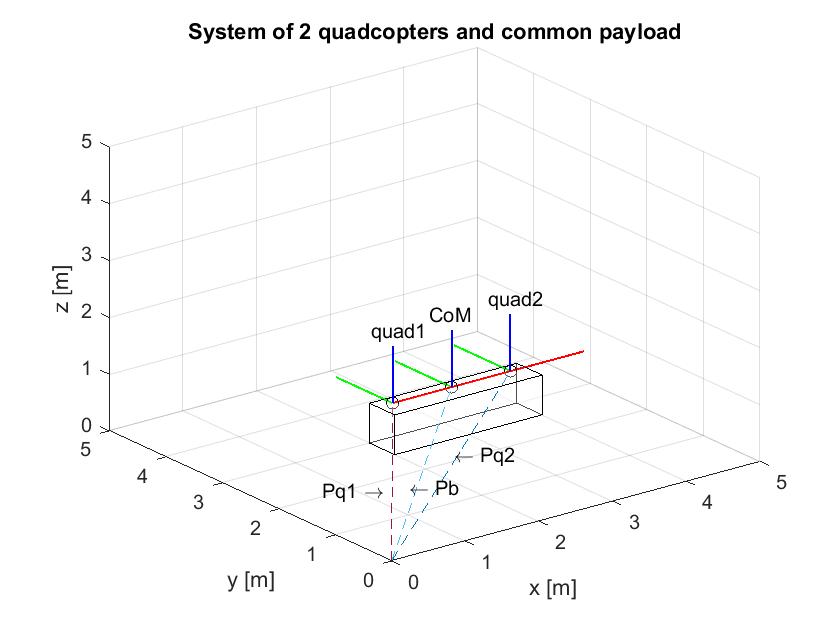 System of 2 quadcopters and common payload
5
4
3
2
1
0
z [m]
quad1
CoM
quad2
Pq1
Pb
Pq2
5
4
3
2
1
0
y [m]
0
1
2
3
4
5
x [m]